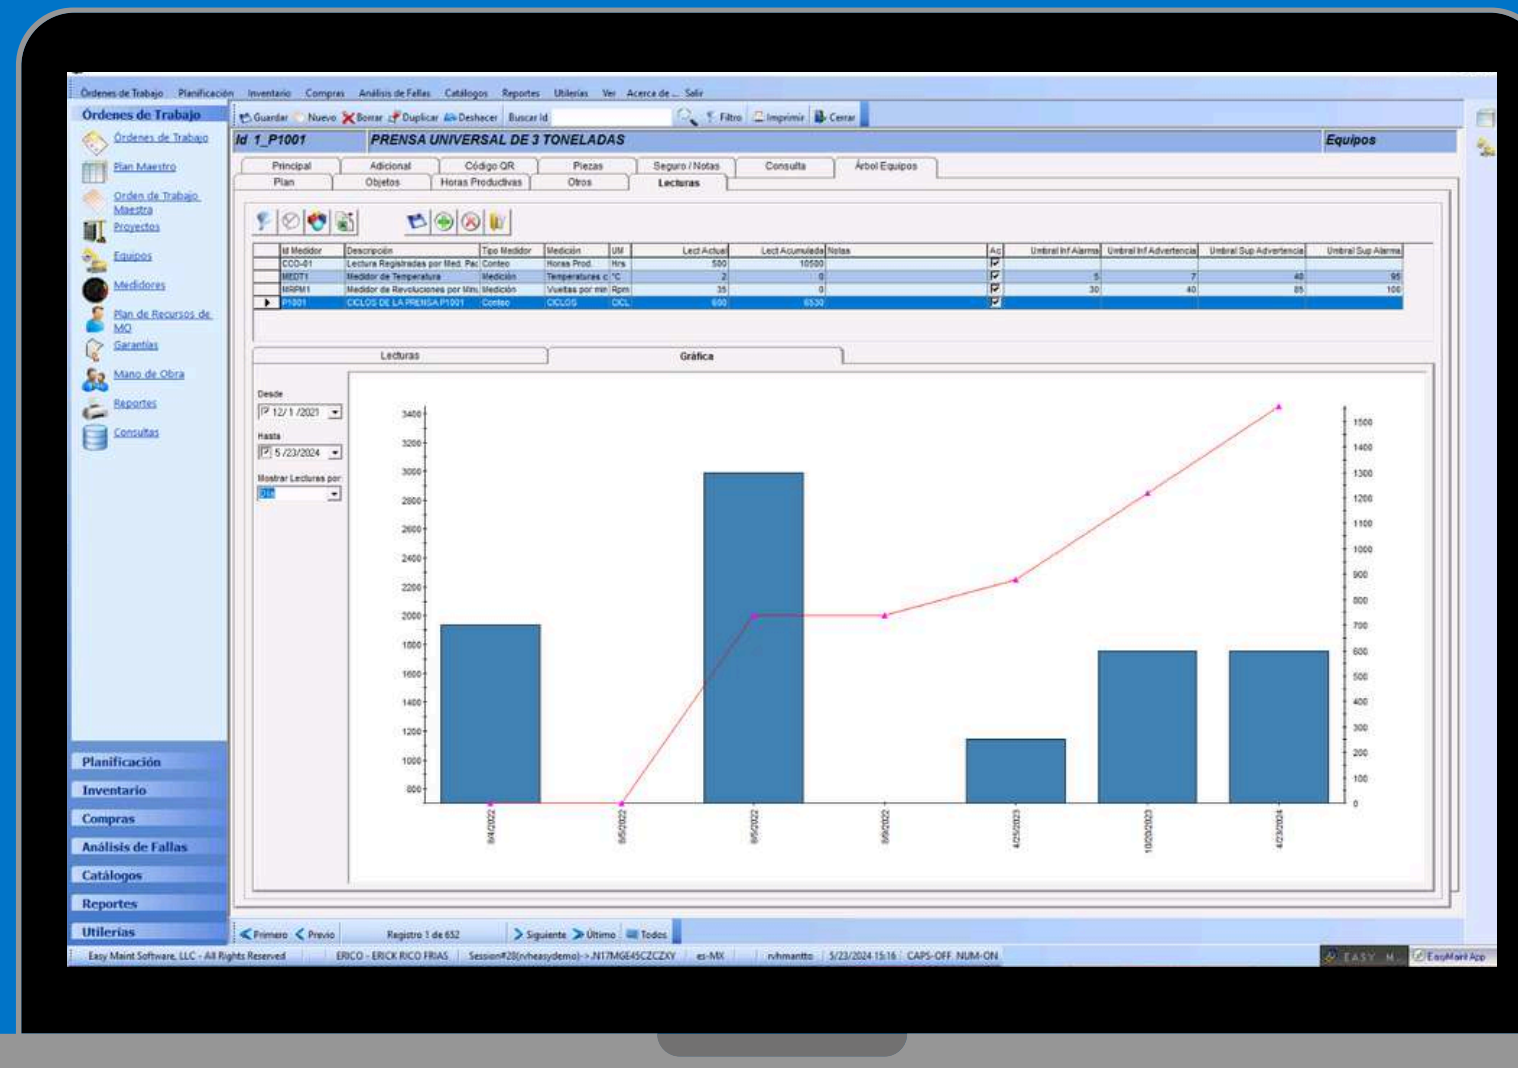 Órdenes de Trabajo Planificación Inventario Compras Análisis de Fallas Catálogos Reportes Utilerías Ver Acerca de ... Salir
Órdenes de Trabajo
Guardar Nuevo Borrar Duplicar Deshacer Buscar Id Filtro Imprimir Cerrar
Id 1_P1001 PRENSA UNIVERSAL DE 3 TONELADAS Equipos
Órdenes de Trabajo
Plan Maestro
Orden de Trabajo
Maestra
Proyectos
Equipos
Medidores
Plan de Recursos de
MO
Garantías
Mano de Obra
Reportes
Consultas
Planificación
Inventario
Compras
Análisis de Fallas
Catálogos
Reportes
Utilerías
Principal Adicional Código QR Piezas Seguro / Notas Consulta Árbol Equipos
Plan Objetos Horas Productivas Otros Lecturas
Id Medidor Descripción Tipo Medidor Medición UM Lect Actual Lect Acumulada Notas Ac Umbral Inf Alarma Umbral Inf Advertencia Umbral Sup Advertencia Umbral Sup Alarma
CCO-01 Lectura Registradas por Med. Pac Conteo Horas Prod. Hrs 500 10500
MEDT1 Medidor de Temperatura Medición Temperatures c °C 2 0 5 7 40 95
MRPM1 Medidor de Revoluciones por Minu Medición Vueltas por min Rpm 35 0 30 40 85 100
P1001 CICLOS DE LA PRENSA P1001 Conteo CICLOS CICL 600 6530
Lecturas Gráfica
Desde
12/ 1 /2021
Hasta
5 /23/2024
Mostrar Lecturas por:
Día
3400
3200
3000
2800
2600
2400
2200
2000
1800
1600
1400
1200
1000
800
1500
1400
1300
1200
1100
1000
900
800
700
600
500
400
300
200
100
0
8/4/2022
8/5/2022
8/5/2022
8/9/2022
4/25/2023
10/20/2023
4/23/2024
Primero Previo Registro 1 de 652 Siguiente Último Todos
Easy Maint Software, LLC - All Rights Reserved ERICO - ERICK RICO FRIAS es-MX rvhmantto 5/23/2024 15:16 CAPS-OFF NUM-ON
EASY M
EasyMaint App